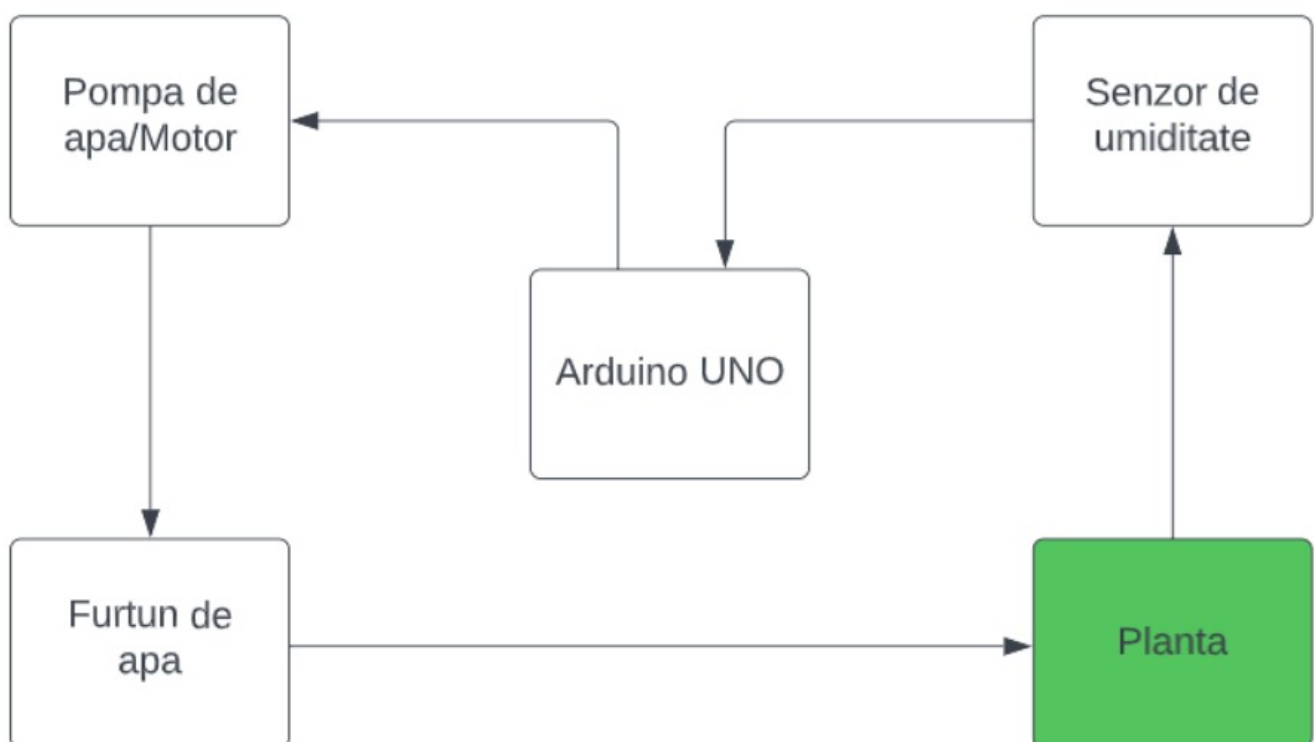 Pompa de
apa/Motor
Senzor de
umiditate
Arduino UNO
Furtun de
apa
Planta